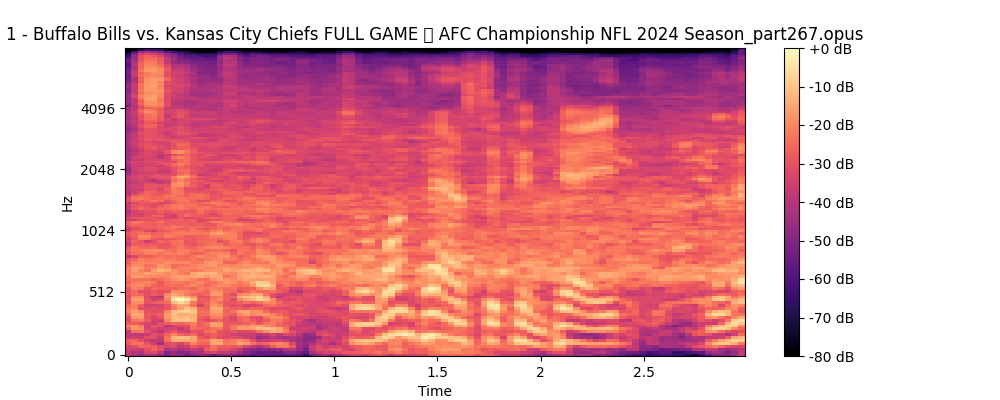 1 - Buffalo Bills vs. Kansas City Chiefs FULL GAME ▯ AFC Championship NFL 2024 Season_part267.opus
+0 dB
4096
-10 dB
-20 dB
2048
-30 dB
Hz
-40 dB
1024
-50 dB
512
-60 dB
-70 dB
0
-80 dB
0
0.5
1
1.5
2
2.5
Time